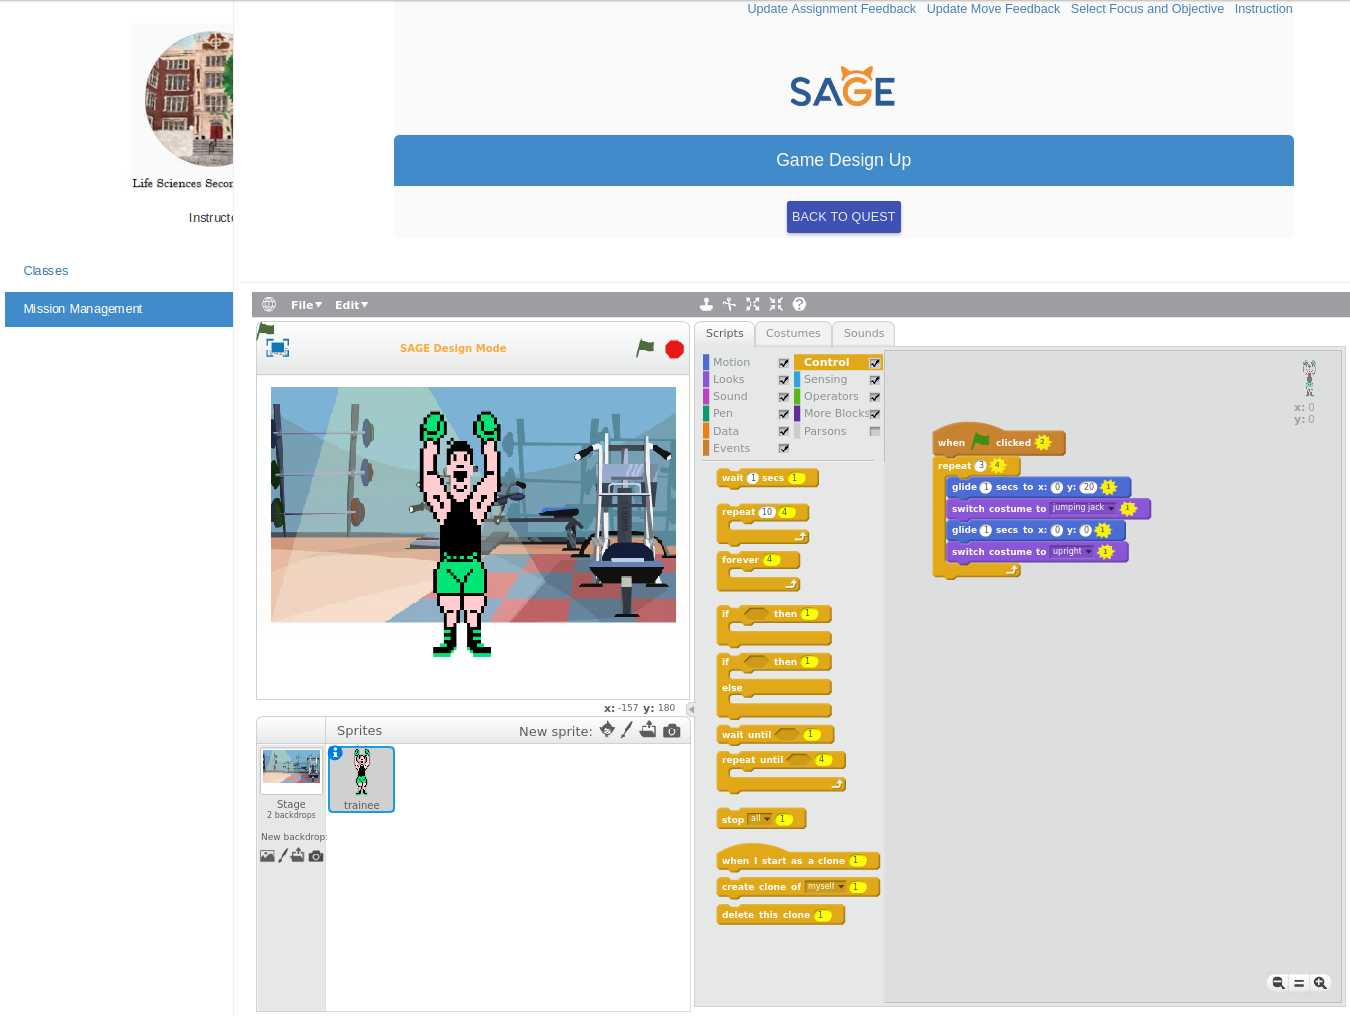 Update Assignment Feedback Update Move Feedback Select Focus and Objective Instruction
SAGE
Life Sciences
Game Design Up
BACK TO QUEST
Classes
Mission Management
File▾ Edit▾
SAGE Design Mode
x: -157 y: 180
Sprites New sprite:
Stage
2 backdrops
New backdrop:
trainee
Scripts Costumes Sounds
Motion Control
Looks Sensing
Sound Operators
Pen More Blocks
Data Parsons
Events
wait 1 secs 1
repeat 10 4
forever 4
if then 1
if then 1
else
wait until 1
repeat until 4
stop all 1
when I start as a clone 1
create clone of myself 1
delete this clone 1
when clicked 2
repeat 3 4
glide 1 secs to x: 0 y: 20 1
switch costume to jumping jack 1
glide 1 secs to x: 0 y: 0 1
switch costume to upright 1
x: 0
y: 0